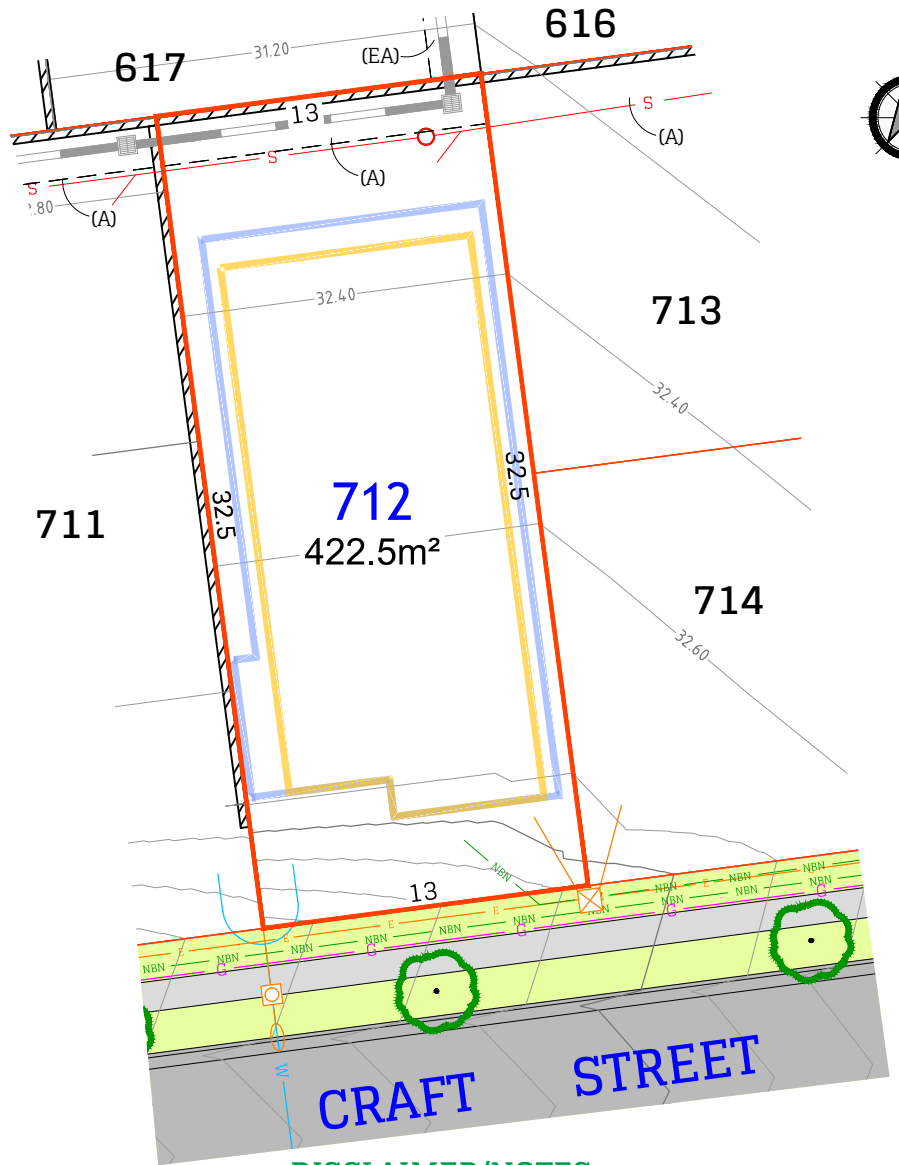 616
31.20
(EA)
617
13
S
(A)
S
(A)
S
(A)
32.40
713
32.40
32.5
32.5
712
422.5m²
711
714
32.60
NBN
13
NBN
E
NBN
NBN
G
NBN
E
NBN
NBN
G
E
NBN
NBN
G
E
NBN
NBN
G
E
NBN
G
W
CRAFT STREET